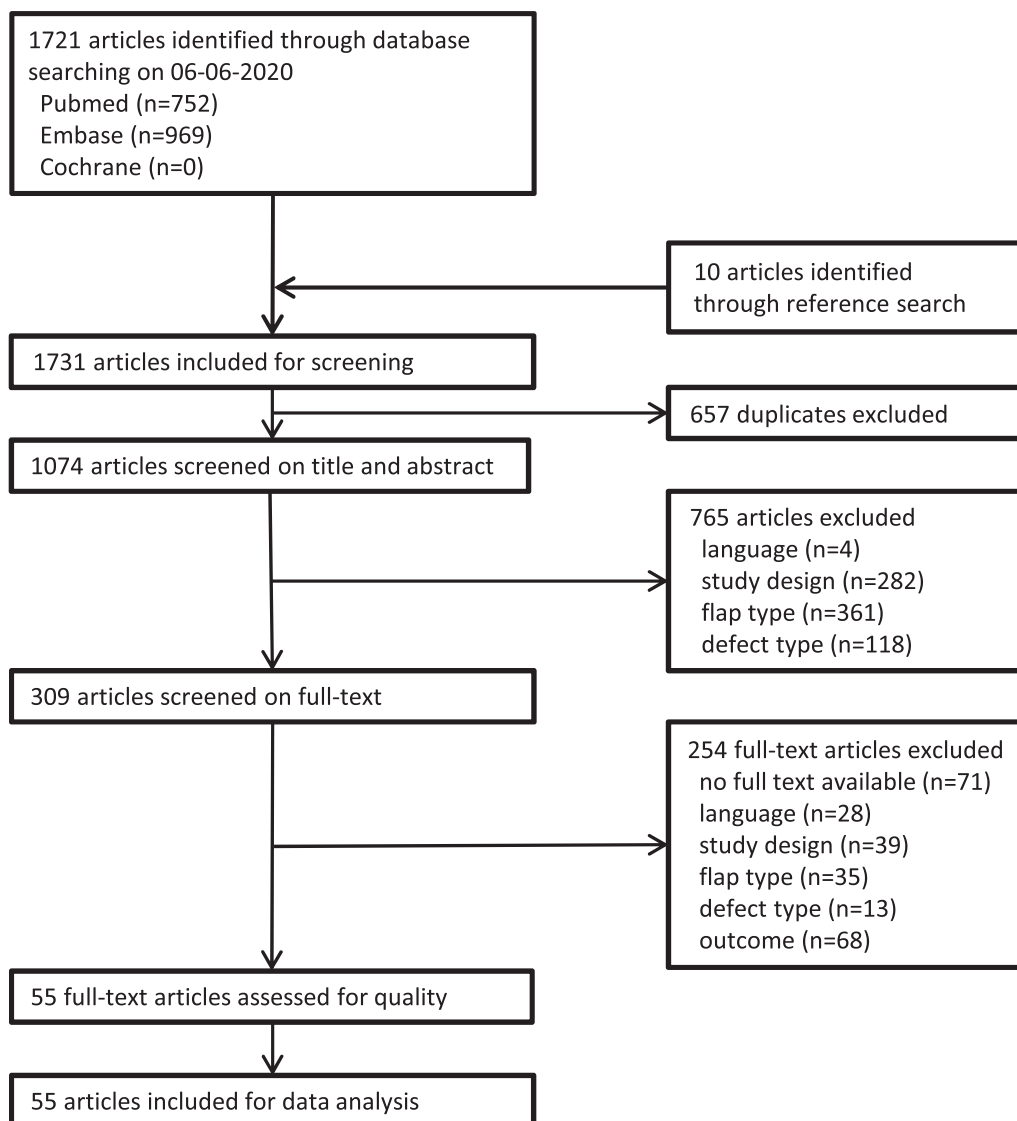 1721 articles identified through database
searching on 06-06-2020
Pubmed (n=752)
Embase (n=969)
Cochrane (n=0)
10 articles identified
through reference search
1731 articles included for screening
657 duplicates excluded
1074 articles screened on title and abstract
765 articles excluded
language (n=4)
study design (n=282)
flap type (n=361)
defect type (n=118)
309 articles screened on full-text
254 full-text articles excluded
no full text available (n=71)
language (n=28)
study design (n=39)
flap type (n=35)
defect type (n=13)
outcome (n=68)
55 full-text articles assessed for quality
55 articles included for data analysis